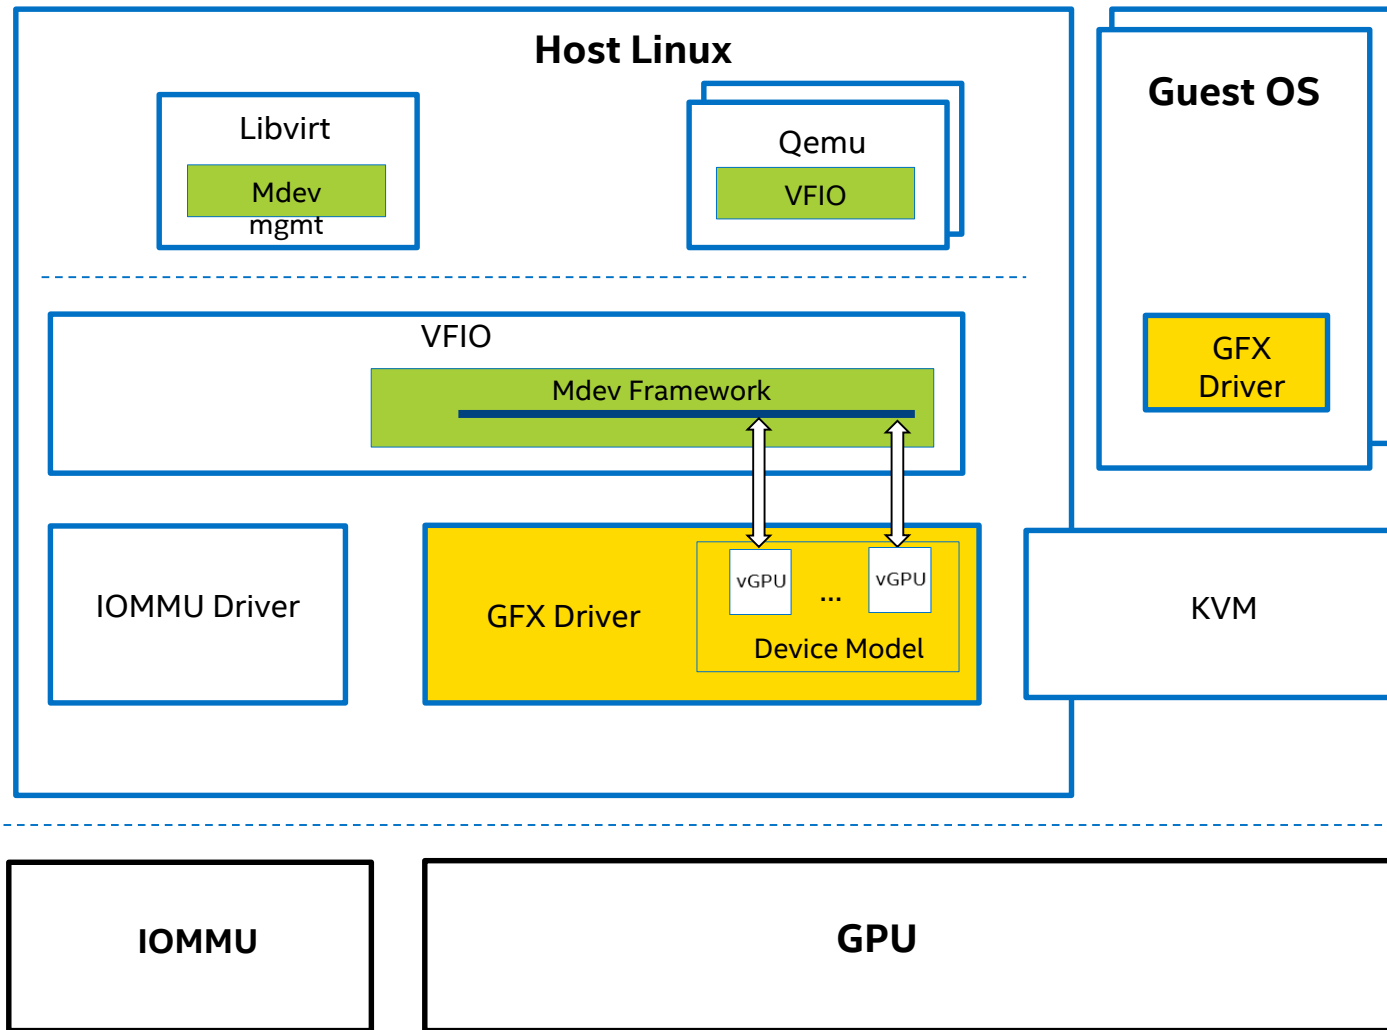 Host Linux
Guest OS
Libvirt
Mdev
mgmt
Qemu
VFIO
VFIO
Mdev Framework
GFX
Driver
IOMMU Driver
GFX Driver
vGPU
...
vGPU
Device Model
KVM
IOMMU
GPU